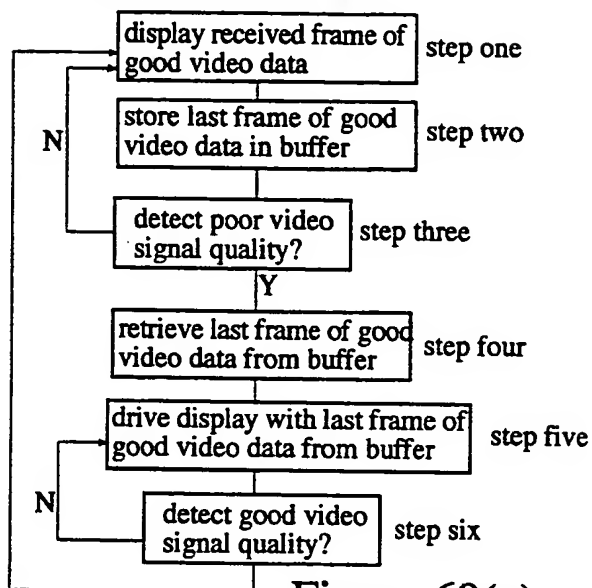 display received frame of
good video data
step one
N
store last frame of good
video data in buffer
step two
detect poor video
signal quality?
step three
Y
retrieve last frame of good
video data from buffer
step four
drive display with last frame of
good video data from buffer
step five
N
detect good video
signal quality?
step six